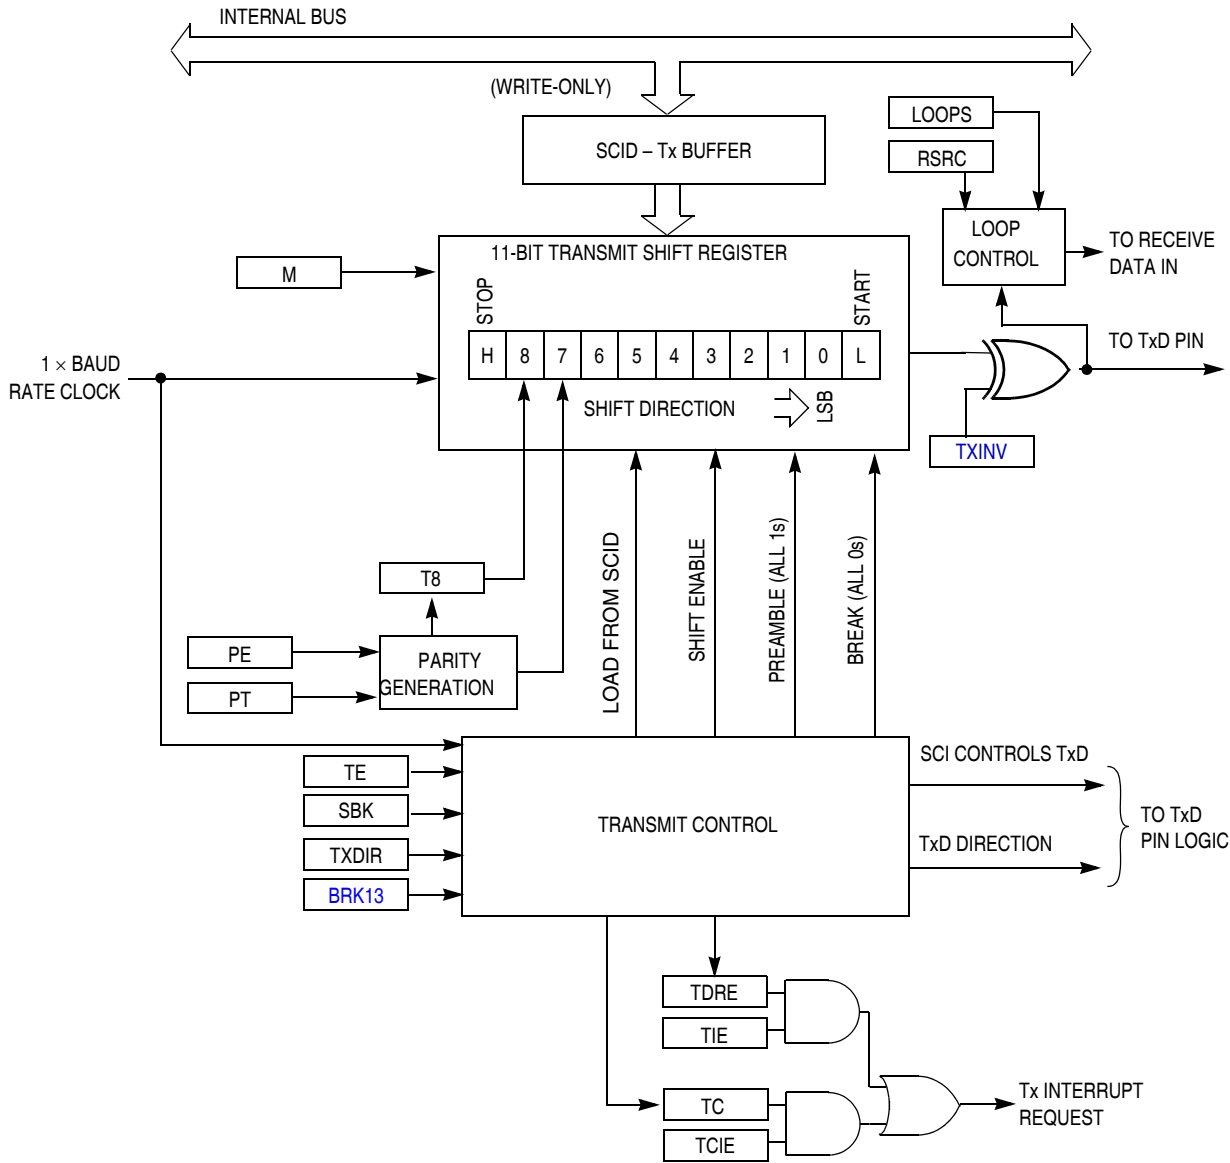 INTERNAL BUS
(WRITE-ONLY)
SCID – Tx BUFFER
LOOPS
RSRC
LOOP
CONTROL
TO RECEIVE
DATA IN
11-BIT TRANSMIT SHIFT REGISTER
M
STOP
START
H 8 7 6 5 4 3 2 1 0 L
1 × BAUD
RATE CLOCK
TO TxD PIN
SHIFT DIRECTION
LSB
TXINV
T8
PE
PT
PARITY
GENERATION
LOAD FROM SCID
SHIFT ENABLE
PREAMBLE (ALL 1s)
BREAK (ALL 0s)
TE
SBK
TXDIR
BRK13
TRANSMIT CONTROL
SCI CONTROLS TxD
TxD DIRECTION
TO TxD
PIN LOGIC
TDRE
TIE
TC
TCIE
Tx INTERRUPT
REQUEST